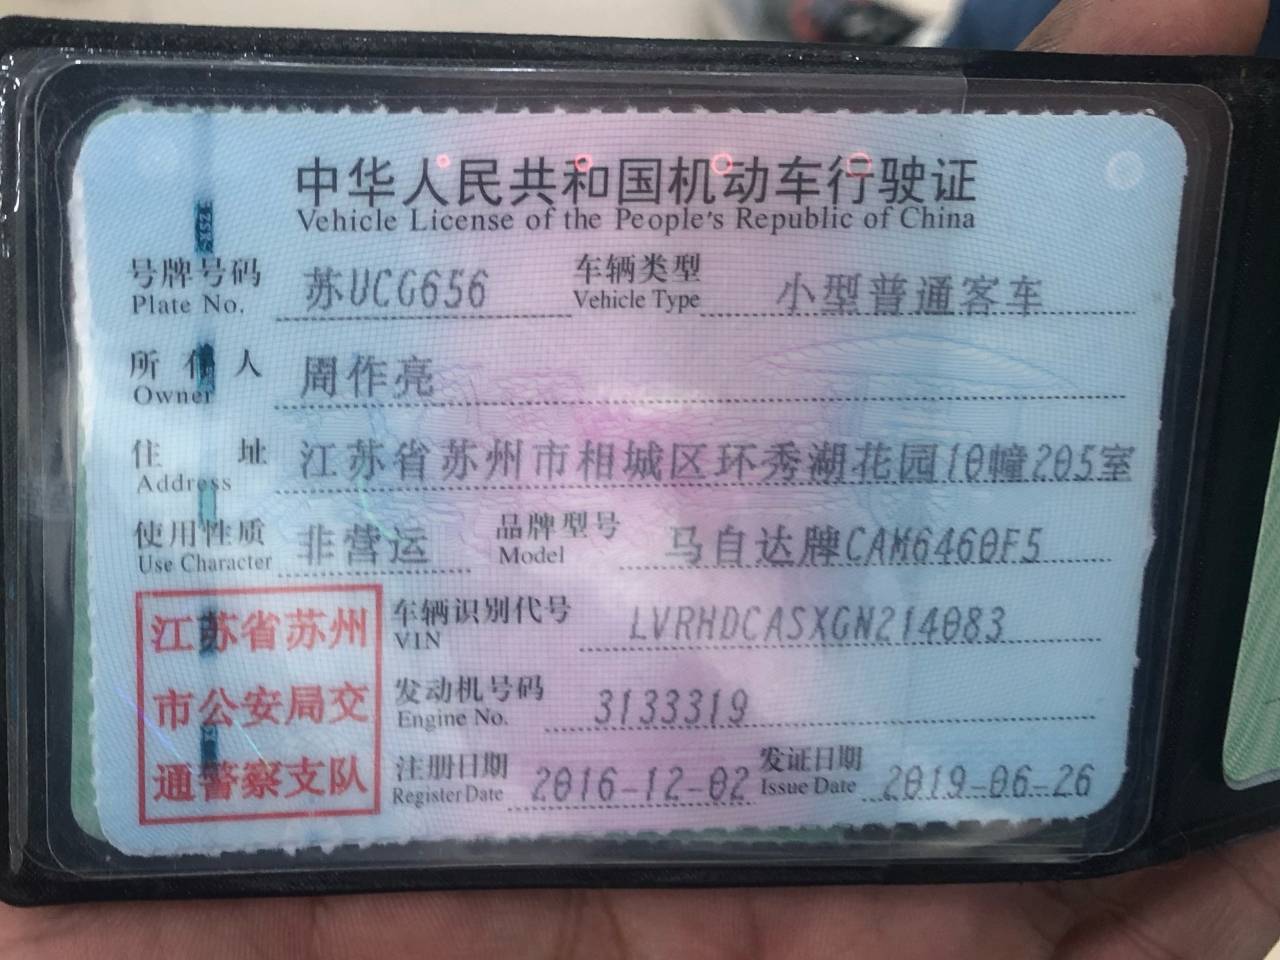 中华人民共和国机动车行驶证
Vehicle License of the People's Republic of China
号牌号码 苏UCG656 车辆类型 小型普通客车
Plate No. Vehicle Type
所有人 周作亮
Owner
住址 江苏省苏州市相城区环秀湖花园10幢205室
Address
使用性质 非营运 品牌型号 马自达牌CAM6460F5
Use Character Model
江苏省苏州
市公安局交
通警察支队
车辆识别代号 LVRHDCASXGN214083
VIN
发动机号码 3133319
Engine No.
注册日期 2016-12-02 发证日期 2019-06-26
Register Date Issue Date